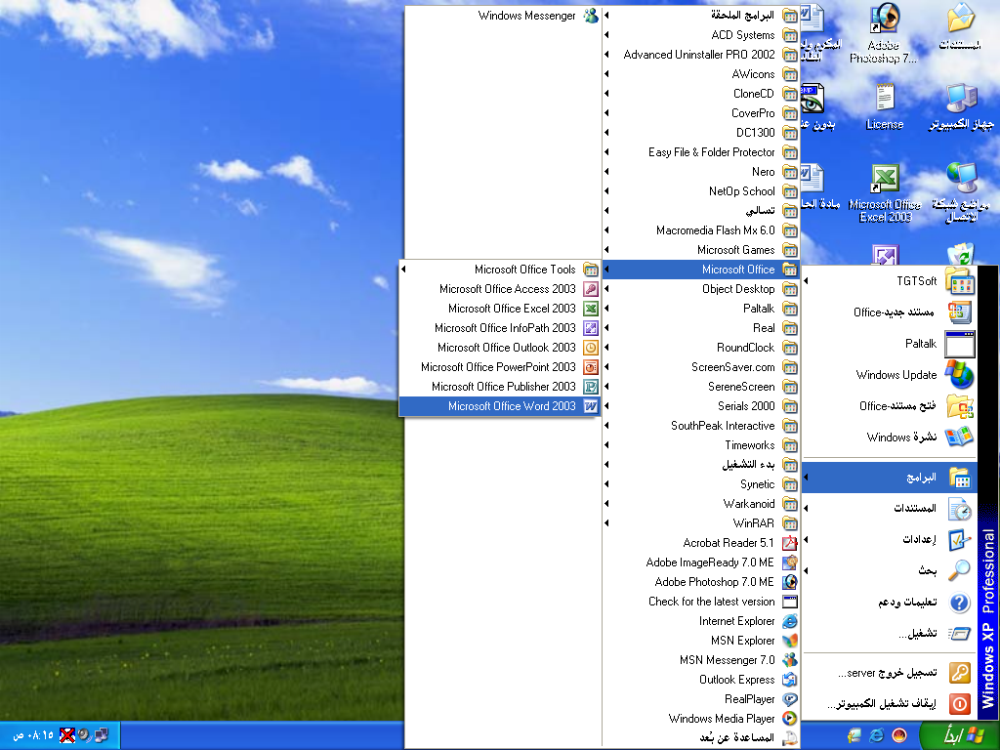 Windows Messenger
البرامج الملحقة
ACD Systems
Advanced Uninstaller PRO 2002
AWicons
CloneCD
CoverPro
DC1300
Easy File & Folder Protector
Nero
NetOp School
تسالي
Macromedia Flash Mx 6.0
Microsoft Games
Microsoft Office
Object Desktop
Paltalk
Real
RoundClock
ScreenSaver.com
SereneScreen
Serials 2000
SouthPeak Interactive
Timeworks
بدء التشغيل
Synetic
Warkanoid
WinRAR
Acrobat Reader 5.1
Adobe ImageReady 7.0 ME
Adobe Photoshop 7.0 ME
Check for the latest version
Internet Explorer
MSN Explorer
MSN Messenger 7.0
Outlook Express
RealPlayer
Windows Media Player
المساعدة عن بُعد
Microsoft Office Tools
Microsoft Office Access 2003
Microsoft Office Excel 2003
Microsoft Office InfoPath 2003
Microsoft Office Outlook 2003
Microsoft Office PowerPoint 2003
Microsoft Office Publisher 2003
Microsoft Office Word 2003
المستندات
Adobe
Photoshop 7...
جهاز الكمبيوتر
License
بدون
BMP
مواضع شبكة
الاتصال
Microsoft Office
Excel 2003
مادة
TGTSoft
مستند جديد-Office
Paltalk
Windows Update
فتح مستند-Office
نشرة Windows
البرامج
المستندات
إعدادات
بحث
تعليمات ودعم
تشغيل...
تسجيل خروج server...
إيقاف تشغيل الكمبيوتر...
Windows XP Professional
ابدأ
٠٨:١٥ ص